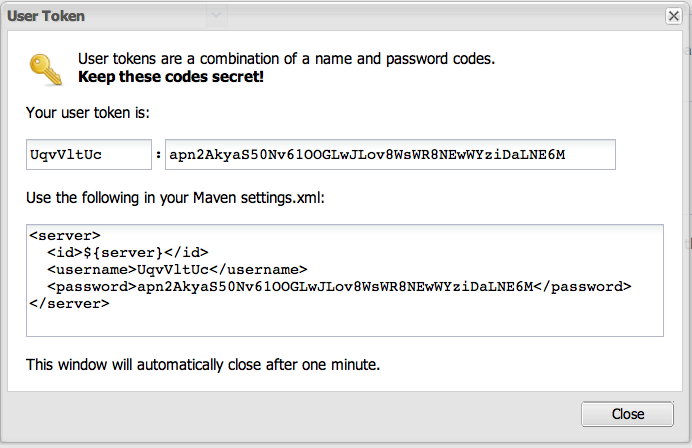 User Token
User tokens are a combination of a name and password codes.
Keep these codes secret!
Your user token is:
UqvVltUc : apn2AkyaS50Nv61OOGLwJLov8WsWR8NEwWYziDaLNE6M
Use the following in your Maven settings.xml:
<server>
  <id>${server}</id>
  <username>UqvVltUc</username>
  <password>apn2AkyaS50Nv61OOGLwJLov8WsWR8NEwWYziDaLNE6M</password>
</server>
This window will automatically close after one minute.
Close